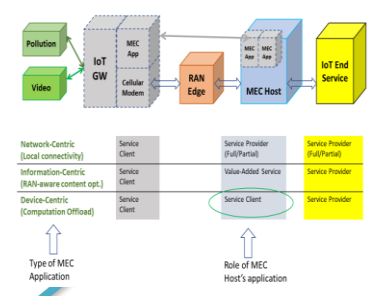 Pollution
Video
IoT
GW
MEC
App
Cellular
Modem
RAN
Edge
MEC
App
MEC
App
MEC Host
IoT End
Service
Network-Centric
(Local connectivity)
Service
Client
Service Provider
(Full/Partial)
Service Provider
(Full/Partial)
Information-Centric
(RAN-aware content opt.)
Service
Client
Value-Added Service
Service Provider
Device-Centric
(Computation Offload)
Service
Client
Service Client
Service Provider
Type of MEC
Application
Role of MEC
Host's application